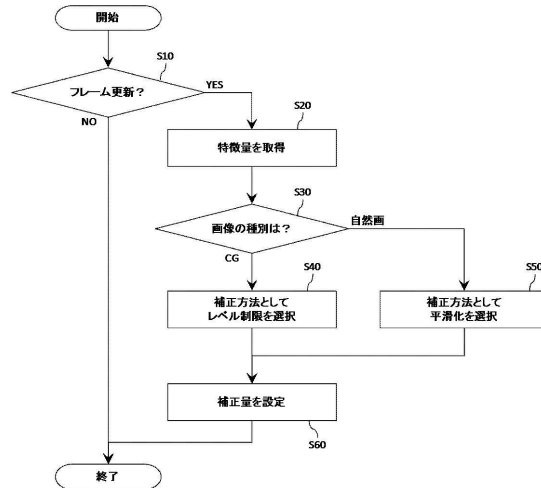 開始
S10
フレーム更新？
YES
NO
S20
特徴量を取得
S30
画像の種別は？
自然画
CG
S40
S50
補正方法として
レベル制限を選択
補正方法として
平滑化を選択
補正量を設定
S60
終了